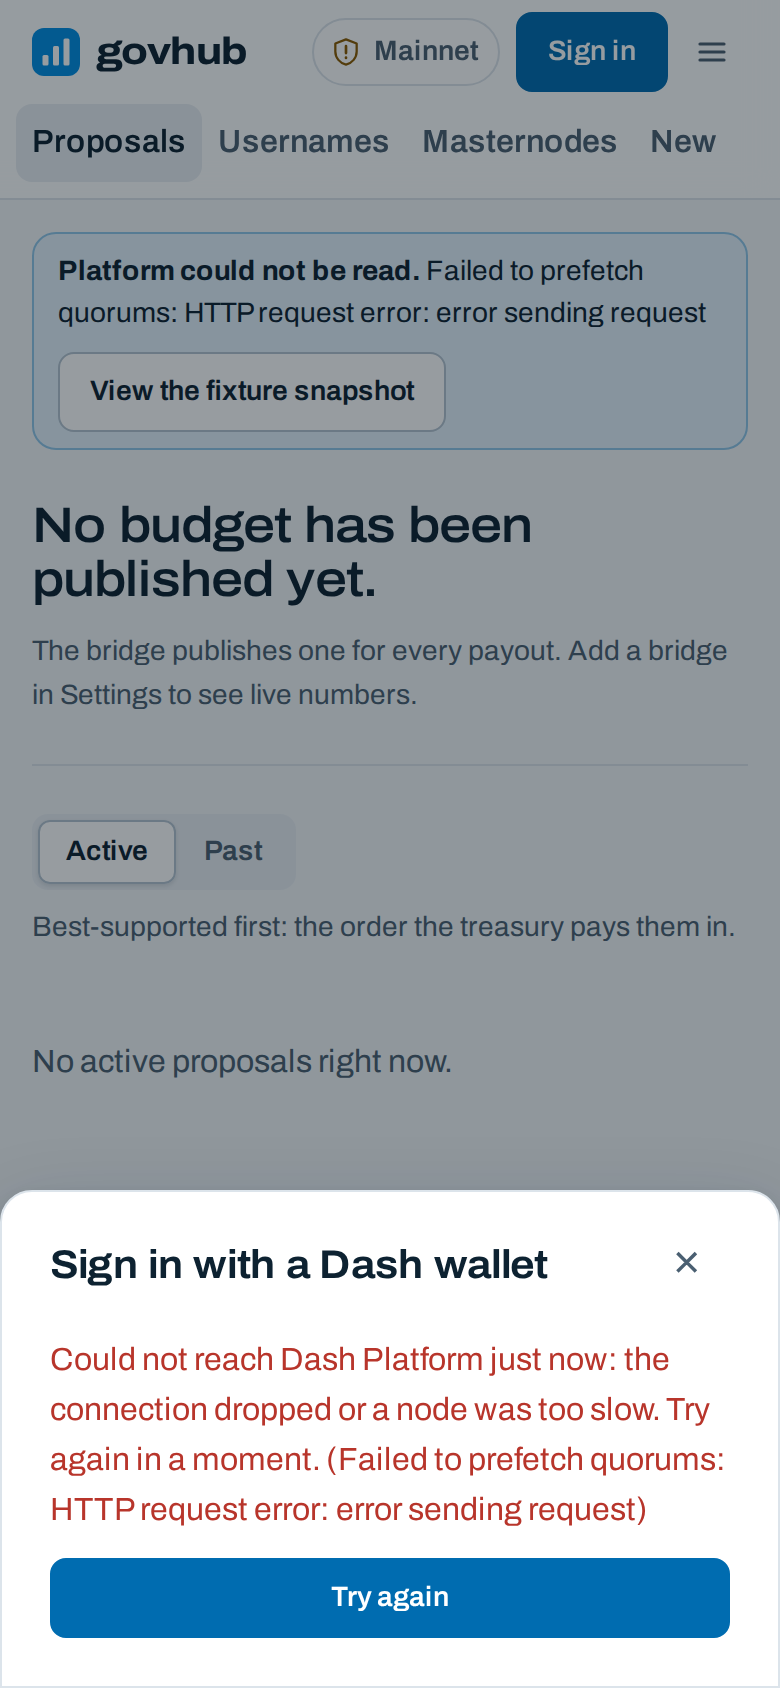 govhub
Mainnet
Sign in
Proposals
Usernames
Masternodes
New
Platform could not be read. Failed to prefetch
quorums: HTTP request error: error sending request
View the fixture snapshot
No budget has been
published yet.
The bridge publishes one for every payout. Add a bridge
in Settings to see live numbers.
Active
Past
Best-supported first: the order the treasury pays them in.
No active proposals right now.
Sign in with a Dash wallet
Could not reach Dash Platform just now: the
connection dropped or a node was too slow. Try
again in a moment. (Failed to prefetch quorums:
HTTP request error: error sending request)
Try again